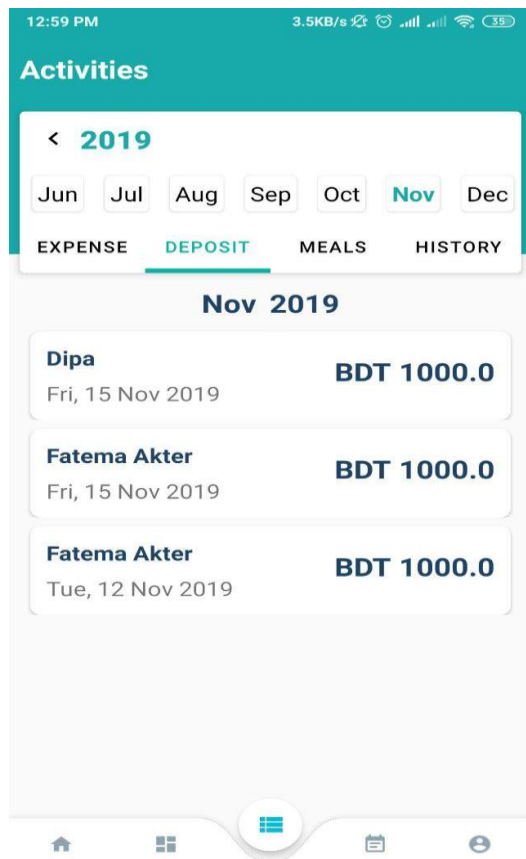 12:59 PM 3.5KB/s 35
Activities
2019
Jun Jul Aug Sep Oct Nov Dec
EXPENSE DEPOSIT MEALS HISTORY
Nov 2019
Dipa
BDT 1000.0
Fri, 15 Nov 2019
Fatema Akter
BDT 1000.0
Fri, 15 Nov 2019
Fatema Akter
BDT 1000.0
Tue, 12 Nov 2019